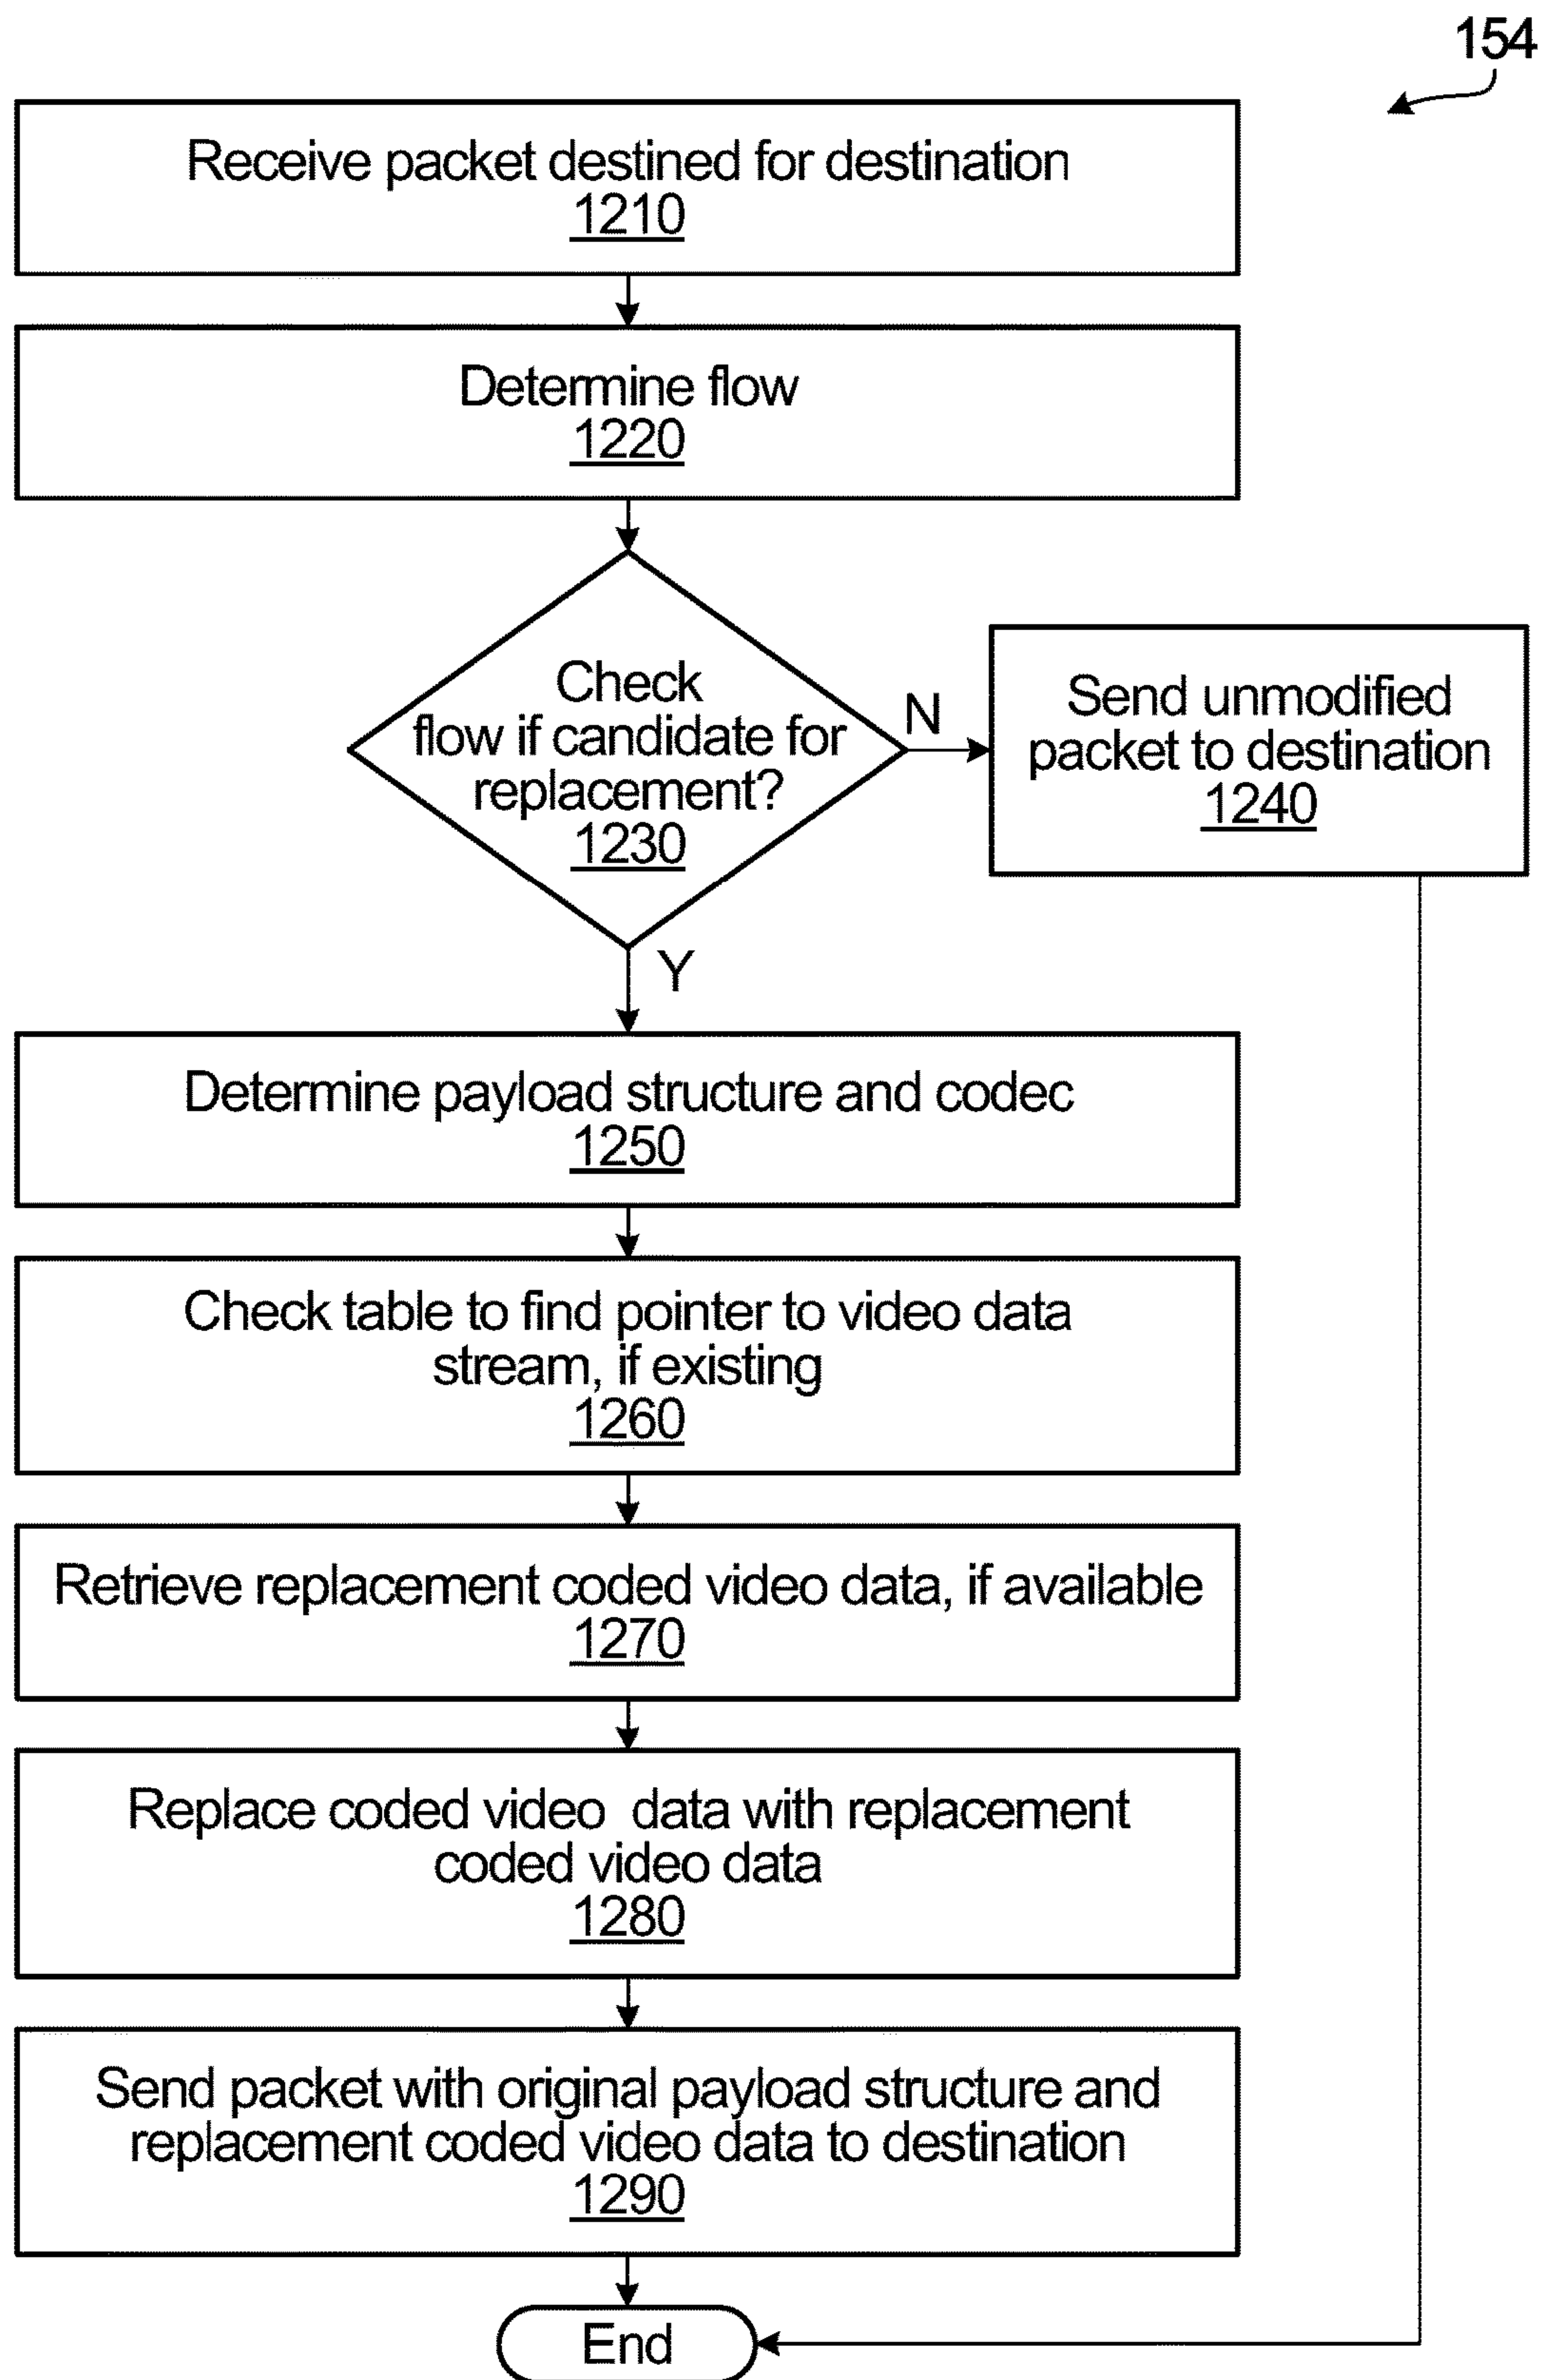 154
Receive packet destined for destination
1210
Determine flow
1220
Check
flow if candidate for
replacement?
1230
N
Send unmodified
packet to destination
1240
Y
Determine payload structure and codec
1250
Check table to find pointer to video data
stream, if existing
1260
Retrieve replacement coded video data, if available
1270
Replace coded video data with replacement
coded video data
1280
Send packet with original payload structure and
replacement coded video data to destination
1290
End